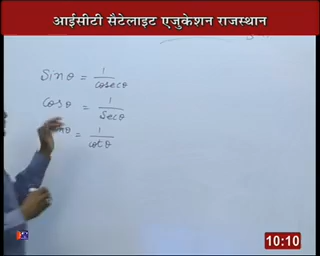 आईसीटी सैटेलाइट एजुकेशन राजस्थान
Sinθ = 1/cosecθ
cosθ = 1/Secθ
= 1/cotθ
10:10